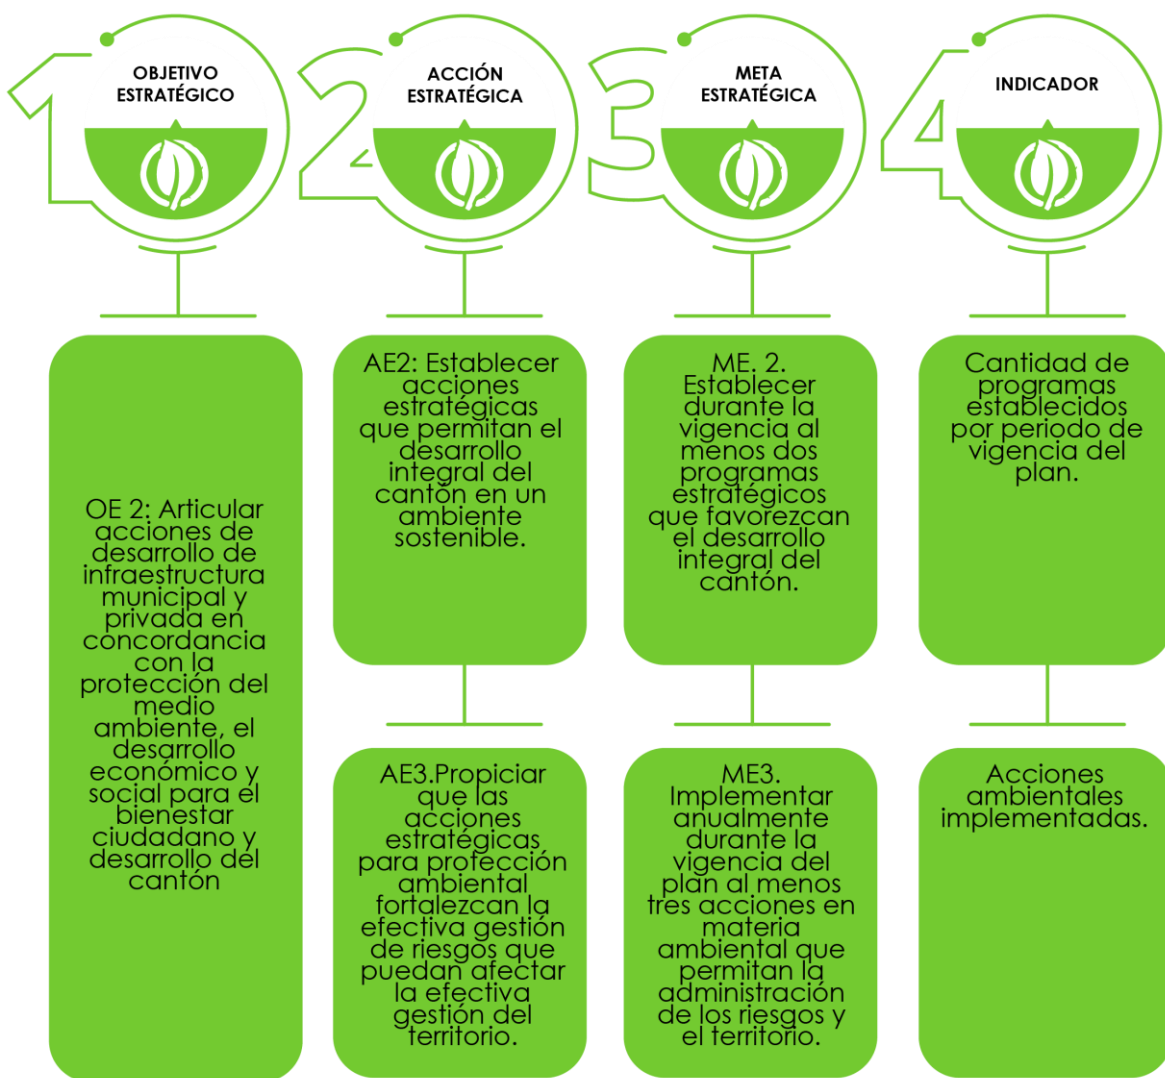 1
OBJETIVO
ESTRATÉGICO
2
ACCIÓN
ESTRATÉGICA
3
META
ESTRATÉGICA
4
INDICADOR
OE 2: Articular
acciones de
desarrollo de
infraestructura
municipal y
privada en
concordancia
con la
protección del
medio
ambiente, el
desarrollo
económico y
social para el
bienestar
ciudadano y
desarrollo del
cantón
AE2: Establecer
acciones
estratégicas
que permitan el
desarrollo
integral del
cantón en un
ambiente
sostenible.
ME. 2.
Establecer
durante la
vigencia al
menos dos
programas
estratégicos
que favorezcan
el desarrollo
integral del
cantón.
Cantidad de
programas
establecidos
por periodo de
vigencia del
plan.
AE3.Propiciar
que las
acciones
estratégicas
para protección
ambiental
fortalezcan la
efectiva gestión
de riesgos que
puedan afectar
la efectiva
gestión del
territorio.
ME3.
Implementar
anualmente
durante la
vigencia del
plan al menos
tres acciones en
materia
ambiental que
permitan la
administración
de los riesgos y
el territorio.
Acciones
ambientales
implementadas.